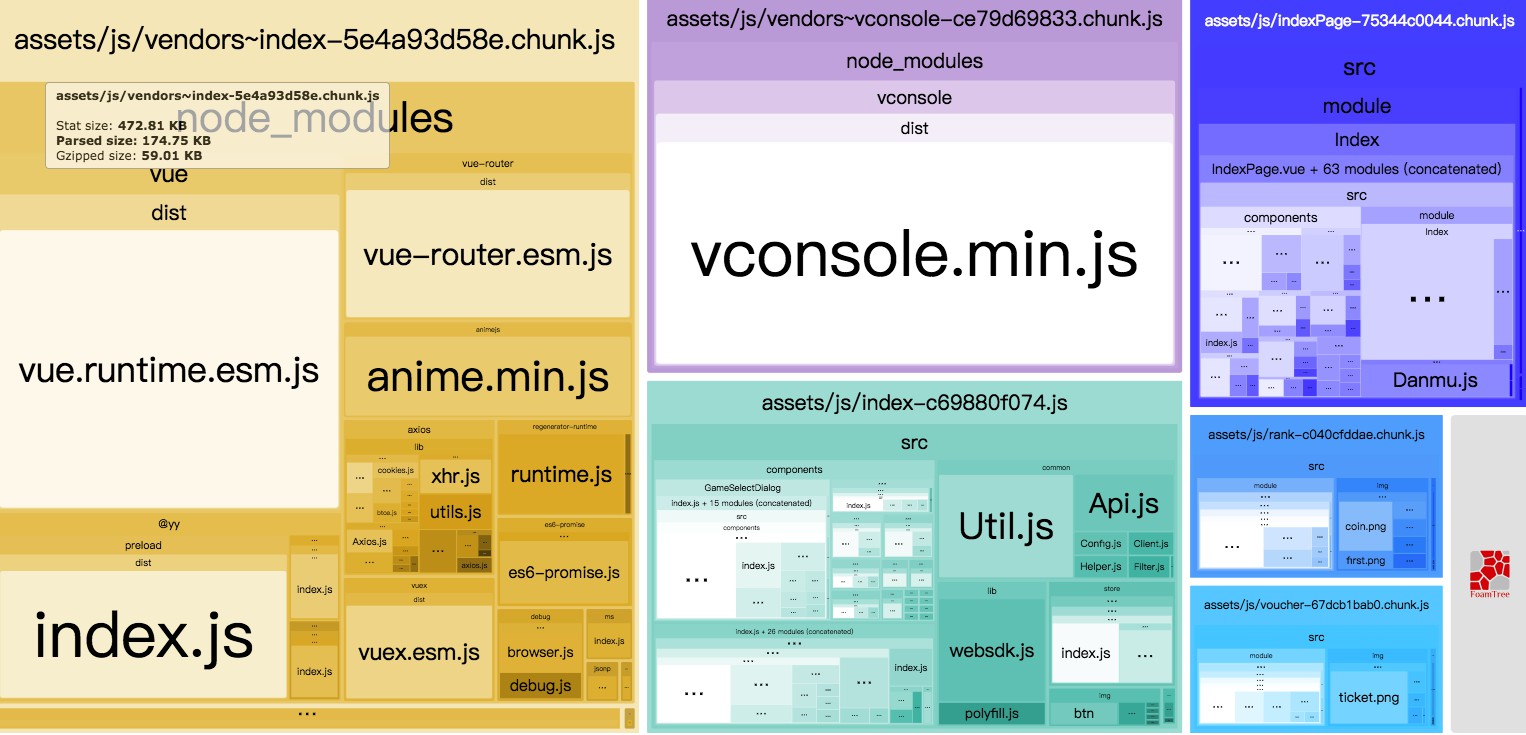 assets/js/vendors~index-5e4a93d58e.chunk.js
node_modules
assets/js/vendors~index-5e4a93d58e.chunk.js
Stat size: 472.81 KB
Parsed size: 174.75 KB
Gzipped size: 59.01 KB
vue
dist
vue.runtime.esm.js
@yy
preload
dist
index.js
index.js
index.js
...
vue-router
dist
vue-router.esm.js
animejs
anime.min.js
axios
lib
cookies.js
xhr.js
btoa.js
utils.js
Axios.js
axios.js
regenerator-runtime
runtime.js
es6-promise
...
es6-promise.js
vuex
dist
vuex.esm.js
debug
...
browser.js
debug.js
ms
index.js
jsonp
assets/js/vendors~vconsole-ce79d69833.chunk.js
node_modules
vconsole
dist
vconsole.min.js
assets/js/index-c69880f074.js
src
components
GameSelectDialog
index.js + 15 modules (concatenated)
src
components
...
index.js
index.js
index.js + 26 modules (concatenated)
...
index.js
common
Util.js
Api.js
Config.js
Client.js
Helper.js
Filter.js
lib
websdk.js
polyfill.js
store
index.js
...
img
btn
assets/js/indexPage-75344c0044.chunk.js
src
module
Index
IndexPage.vue + 63 modules (concatenated)
src
components
index.js
module
Index
...
Danmu.js
assets/js/rank-c040cfddae.chunk.js
src
module
...
img
coin.png
first.png
assets/js/voucher-67dcb1bab0.chunk.js
src
module
...
img
ticket.png
FoamTree